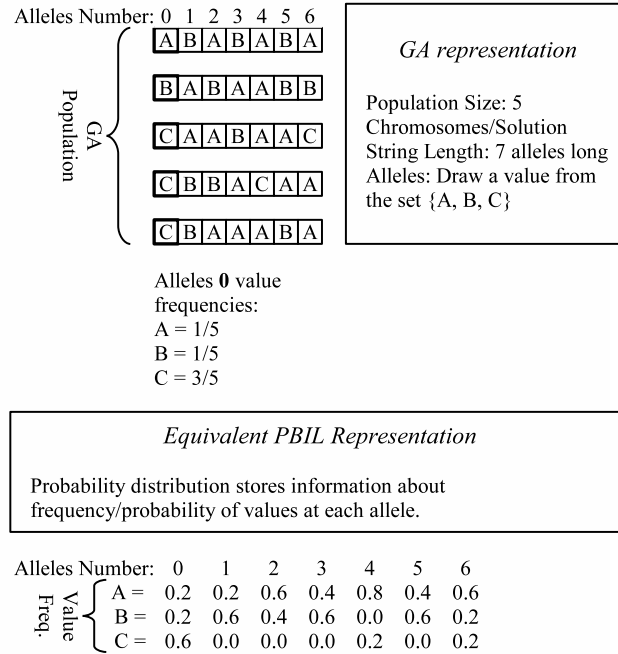 Alleles Number: 0 1 2 3 4 5 6
A B A B A B A
B A B A A B B
C A A B A A C
C B B A C A A
C B A A A B A
GA
Population
GA representation
Population Size: 5
Chromosomes/Solution
String Length: 7 alleles long
Alleles: Draw a value from
the set {A, B, C}
Alleles 0 value
frequencies:
A = 1/5
B = 1/5
C = 3/5
Equivalent PBIL Representation
Probability distribution stores information about
frequency/probability of values at each allele.
Alleles Number: 0 1 2 3 4 5 6
Value
Freq.
A = 0.2 0.2 0.6 0.4 0.8 0.4 0.6
B = 0.2 0.6 0.4 0.6 0.0 0.6 0.2
C = 0.6 0.0 0.0 0.0 0.2 0.0 0.2